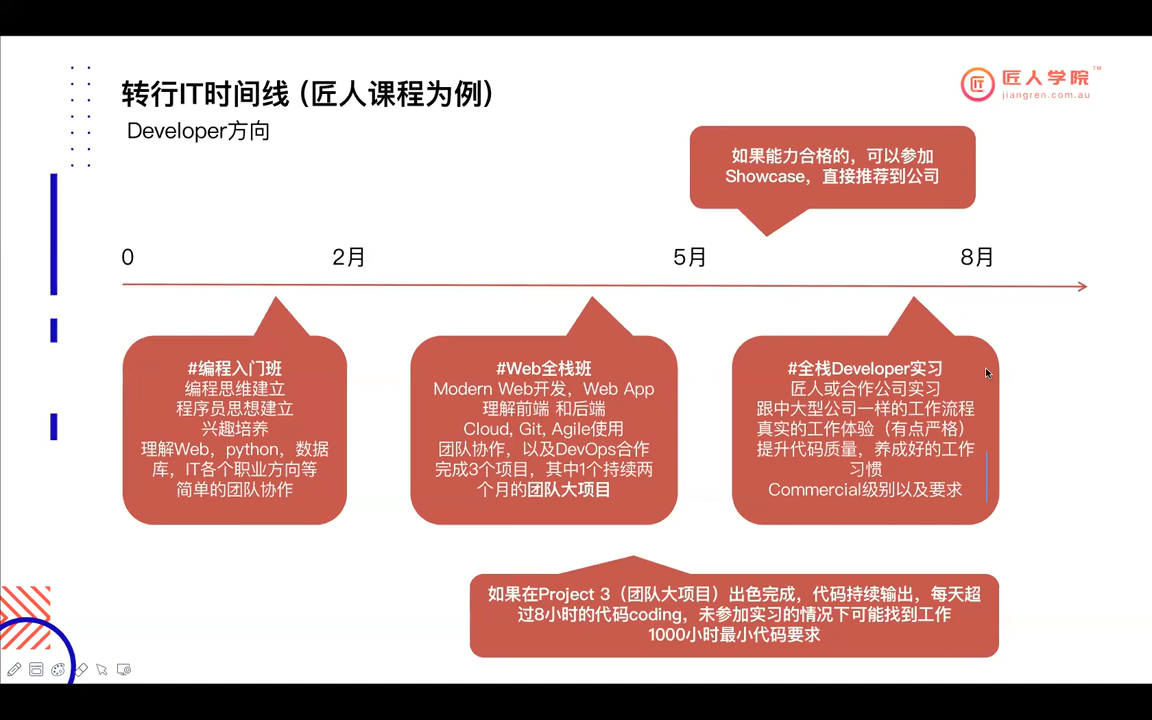 转行IT时间线（匠人课程为例）
Developer方向
匠人学院™
jiangren.com.au
如果能力合格的，可以参加
Showcase，直接推荐到公司
0
2月
5月
8月
#编程入门班
编程思维建立
程序员思想建立
兴趣培养
理解Web，python，数据
库，IT各个职业方向等
简单的团队协作
#Web全栈班
Modern Web开发，Web App
理解前端 和后端
Cloud, Git, Agile使用
团队协作，以及DevOps合作
完成3个项目，其中1个持续两
个月的团队大项目
#全栈Developer实习
匠人或合作公司实习
跟中大型公司一样的工作流程
真实的工作体验（有点严格）
提升代码质量，养成好的工作
习惯
Commercial级别以及要求
如果在Project 3（团队大项目）出色完成，代码持续输出，每天超
过8小时的代码coding，未参加实习的情况下可能找到工作
1000小时最小代码要求